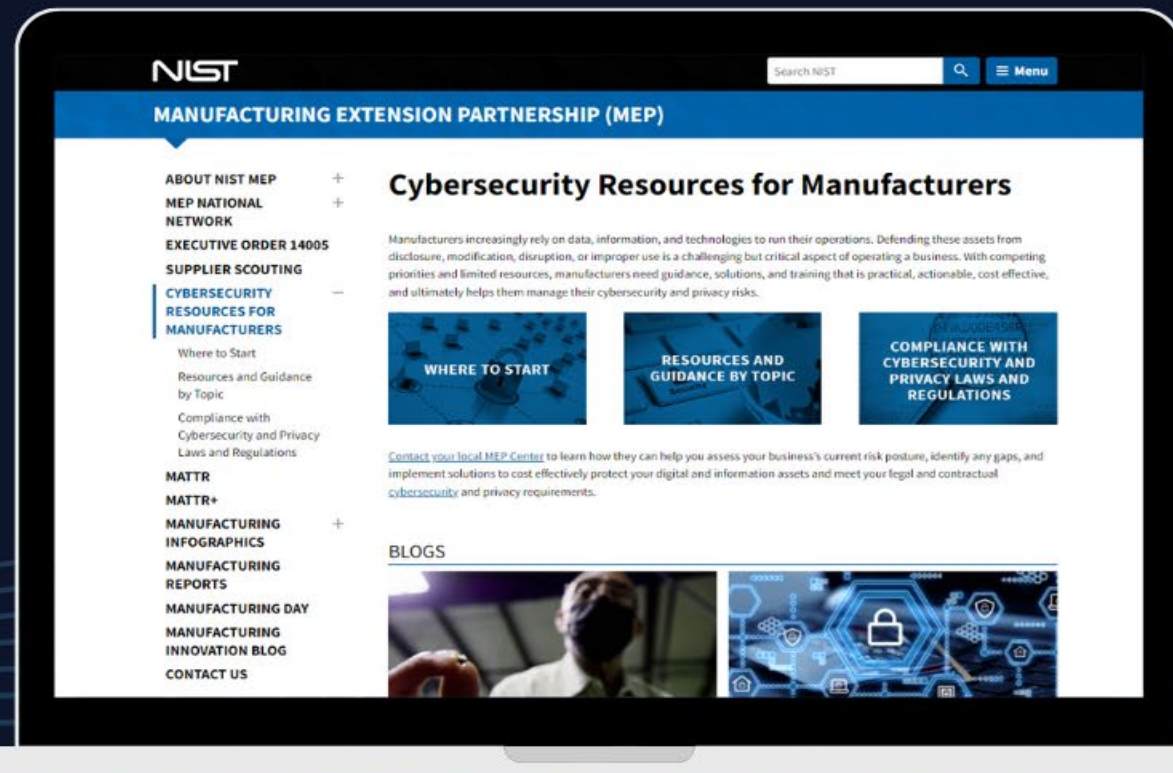 NIST
Search NIST
Menu
MANUFACTURING EXTENSION PARTNERSHIP (MEP)
ABOUT NIST MEP
MEP NATIONAL
NETWORK
EXECUTIVE ORDER 14005
SUPPLIER SCOUTING
CYBERSECURITY
RESOURCES FOR
MANUFACTURERS
Where to Start
Resources and Guidance
by Topic
Compliance with
Cybersecurity and Privacy
Laws and Regulations
MATTR
MATTR+
MANUFACTURING
INFOGRAPHICS
MANUFACTURING
REPORTS
MANUFACTURING DAY
MANUFACTURING
INNOVATION BLOG
CONTACT US
Cybersecurity Resources for Manufacturers
Manufacturers increasingly rely on data, information, and technologies to run their operations. Defending these assets from
disclosure, modification, disruption, or improper use is a challenging but critical aspect of operating a business. With competing
priorities and limited resources, manufacturers need guidance, solutions, and training that is practical, actionable, cost effective,
and ultimately helps them manage their cybersecurity and privacy risks.
WHERE TO START
RESOURCES AND
GUIDANCE BY TOPIC
Security
COMPLIANCE WITH
CYBERSECURITY AND
PRIVACY LAWS AND
REGULATIONS
Contact your local MEP Center to learn how they can help you assess your business's current risk posture, identify any gaps, and
implement solutions to cost effectively protect your digital and information assets and meet your legal and contractual
cybersecurity and privacy requirements.
BLOGS